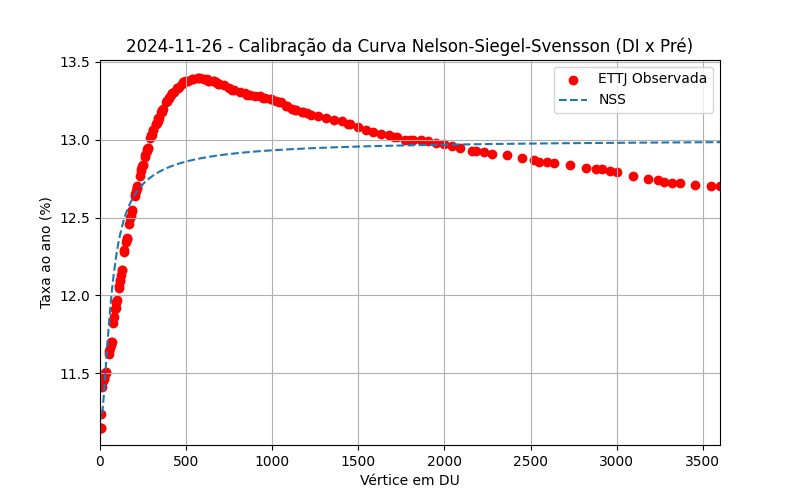 2024-11-26 - Calibração da Curva Nelson-Siegel-Svensson (DI x Pré)
ETTJ Observada
NSS
Taxa ao ano (%)
13.5
13.0
12.5
12.0
11.5
0 500 1000 1500 2000 2500 3000 3500
Vértice em DU